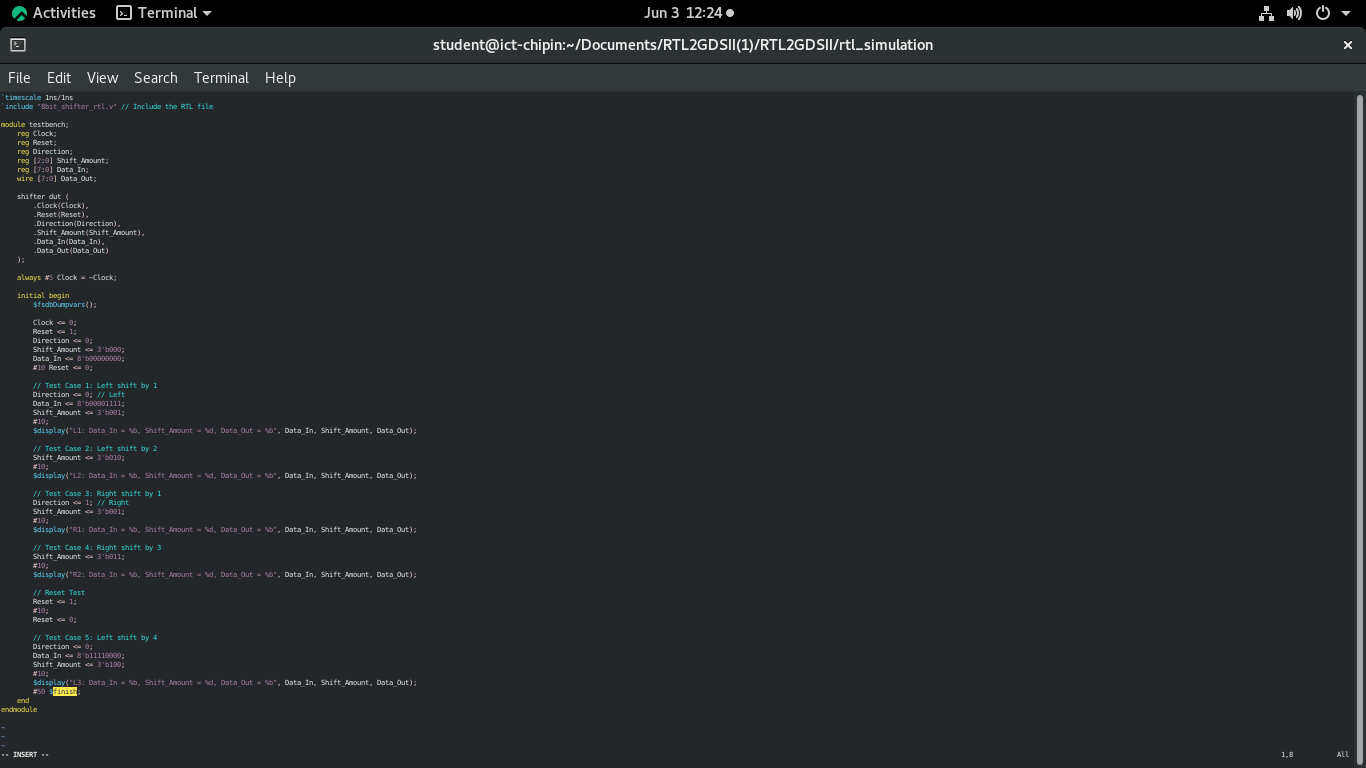 Activities Terminal Jun 3 12:24
student@ict-chipin:~/Documents/RTL2GDSII(1)/RTL2GDSII/rtl_simulation
File Edit View Search Terminal Help
`timescale 1ns/1ns
`include "8bit_shifter_rtl.v" // Include the RTL file
module testbench;
reg Clock;
reg Reset;
reg Direction;
reg [2:0] Shift_Amount;
reg [7:0] Data_In;
wire [7:0] Data_Out;
shifter dut (
.Clock(Clock),
.Reset(Reset),
.Direction(Direction),
.Shift_Amount(Shift_Amount),
.Data_In(Data_In),
.Data_Out(Data_Out)
);
always #5 Clock = ~Clock;
initial begin
$fsdbDumpvars();
Clock <= 0;
Reset <= 1;
Direction <= 0;
Shift_Amount <= 3'b000;
Data_In <= 8'b00000000;
#10 Reset <= 0;
// Test Case 1: Left shift by 1
Direction <= 0; // Left
Data_In <= 8'b00001111;
Shift_Amount <= 3'b001;
#10;
$display("L1: Data_In = %b, Shift_Amount = %d, Data_Out = %b", Data_In, Shift_Amount, Data_Out);
// Test Case 2: Left shift by 2
Shift_Amount <= 3'b010;
#10;
$display("L2: Data_In = %b, Shift_Amount = %d, Data_Out = %b", Data_In, Shift_Amount, Data_Out);
// Test Case 3: Right shift by 1
Direction <= 1; // Right
Shift_Amount <= 3'b001;
#10;
$display("R1: Data_In = %b, Shift_Amount = %d, Data_Out = %b", Data_In, Shift_Amount, Data_Out);
// Test Case 4: Right shift by 3
Shift_Amount <= 3'b011;
#10;
$display("R2: Data_In = %b, Shift_Amount = %d, Data_Out = %b", Data_In, Shift_Amount, Data_Out);
// Reset Test
Reset <= 1;
#10;
Reset <= 0;
// Test Case 5: Left shift by 4
Direction <= 0;
Data_In <= 8'b11110000;
Shift_Amount <= 3'b100;
#10;
$display("L3: Data_In = %b, Shift_Amount = %d, Data_Out = %b", Data_In, Shift_Amount, Data_Out);
#50 $finish;
end
endmodule
~
~
~
-- INSERT -- 1,8 All